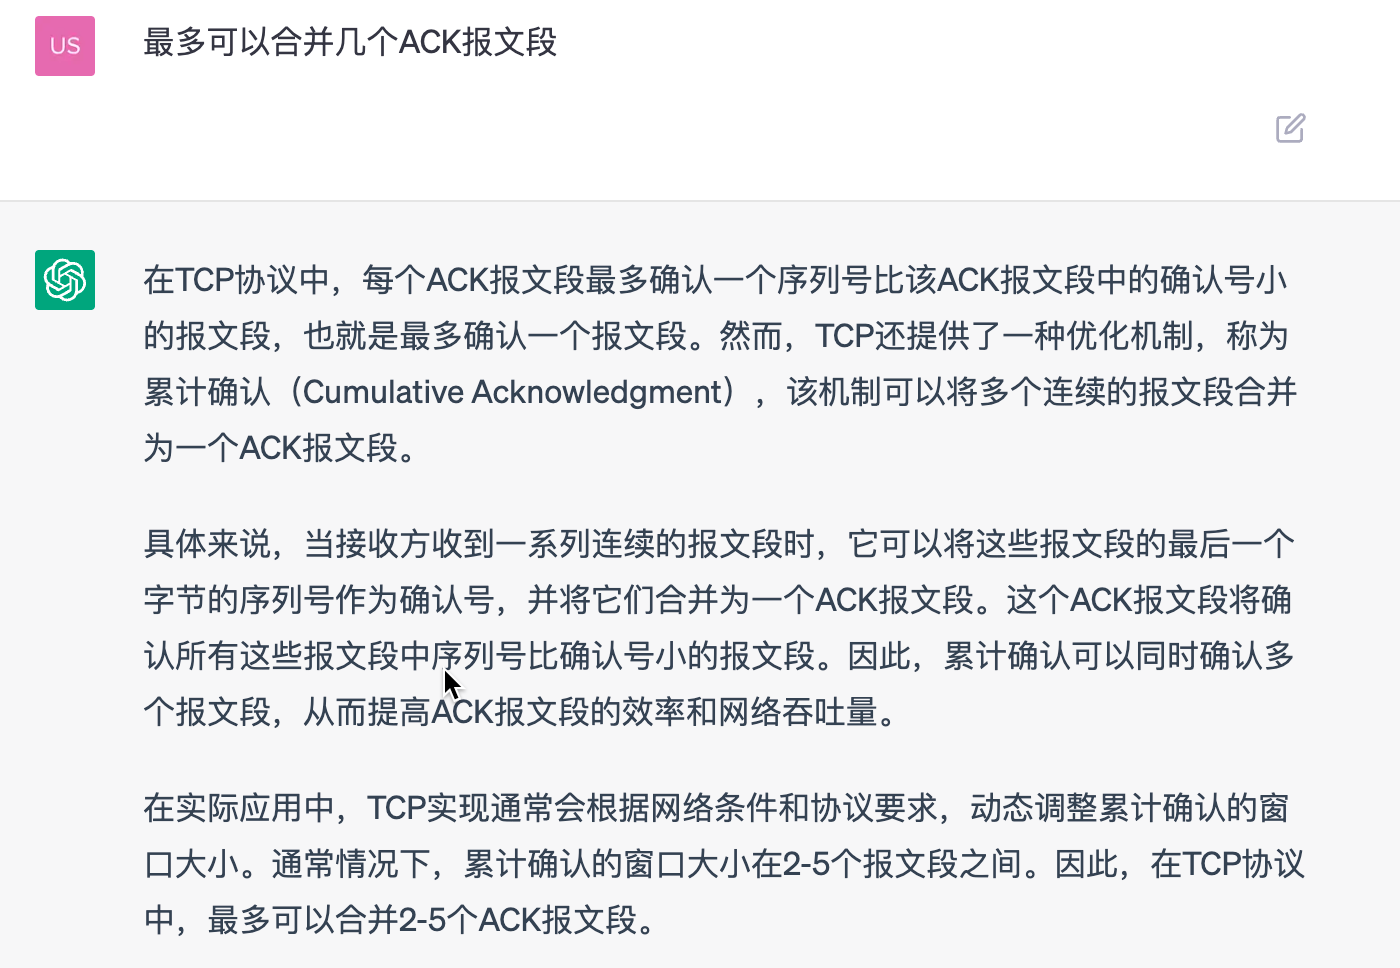 US
最多可以合并几个ACK报文段
在TCP协议中，每个ACK报文段最多确认一个序列号比该ACK报文段中的确认号小
的报文段，也就是最多确认一个报文段。然而，TCP还提供了一种优化机制，称为
累计确认（Cumulative Acknowledgment），该机制可以将多个连续的报文段合并
为一个ACK报文段。
具体来说，当接收方收到一系列连续的报文段时，它可以将这些报文段的最后一个
字节的序列号作为确认号，并将它们合并为一个ACK报文段。这个ACK报文段将确
认所有这些报文段中序列号比确认号小的报文段。因此，累计确认可以同时确认多
个报文段，从而提高ACK报文段的效率和网络吞吐量。
在实际应用中，TCP实现通常会根据网络条件和协议要求，动态调整累计确认的窗
口大小。通常情况下，累计确认的窗口大小在2-5个报文段之间。因此，在TCP协议
中，最多可以合并2-5个ACK报文段。